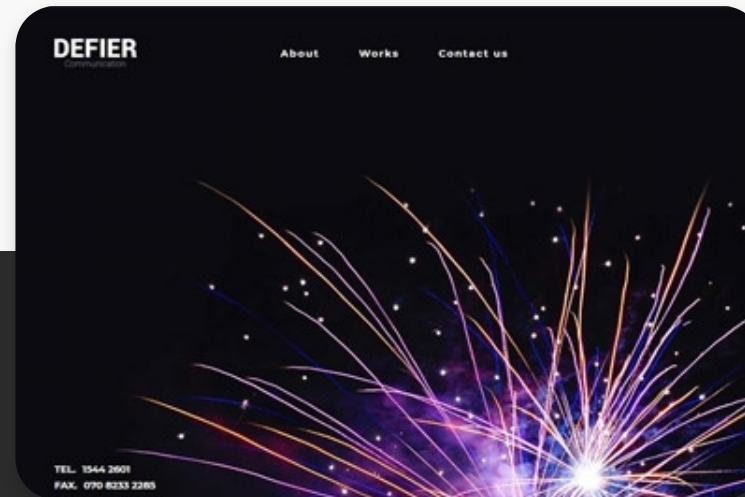 DEFIER
Communication
About Works Contact us
TEL. 1544 2601
FAX. 070 8233 2285